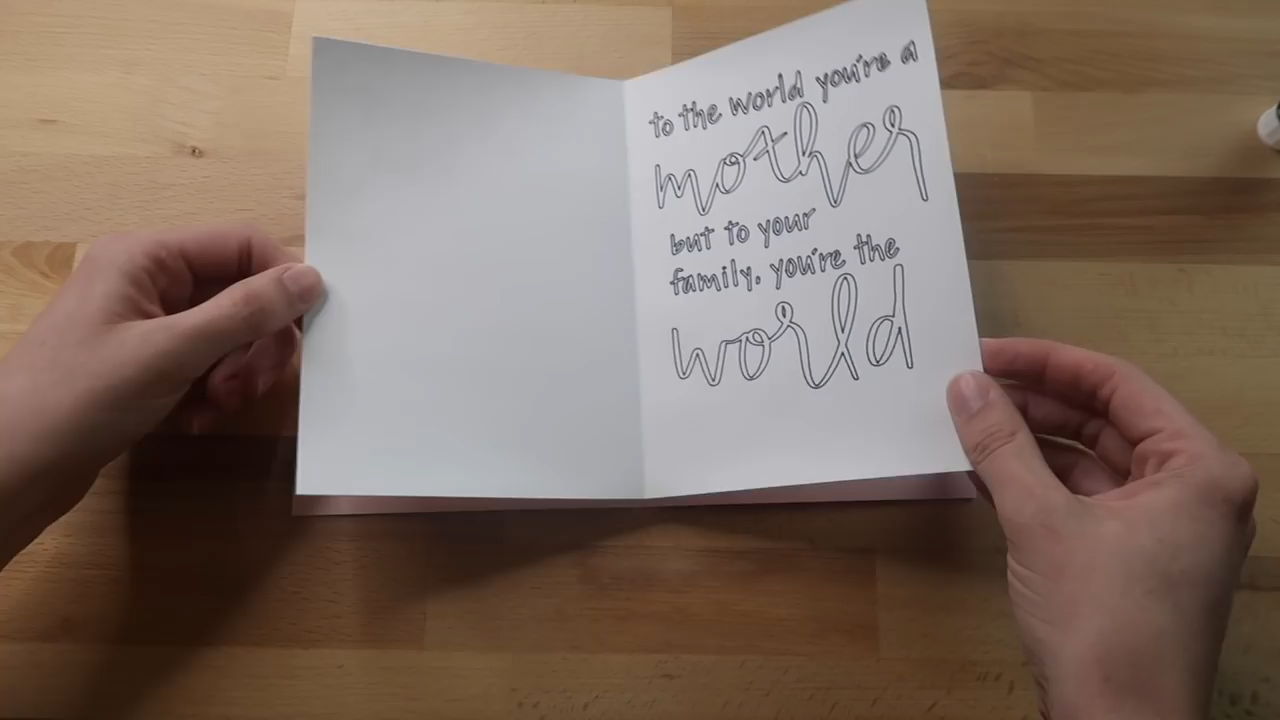 to the world you're a
mother
but to your
family, you're the
world